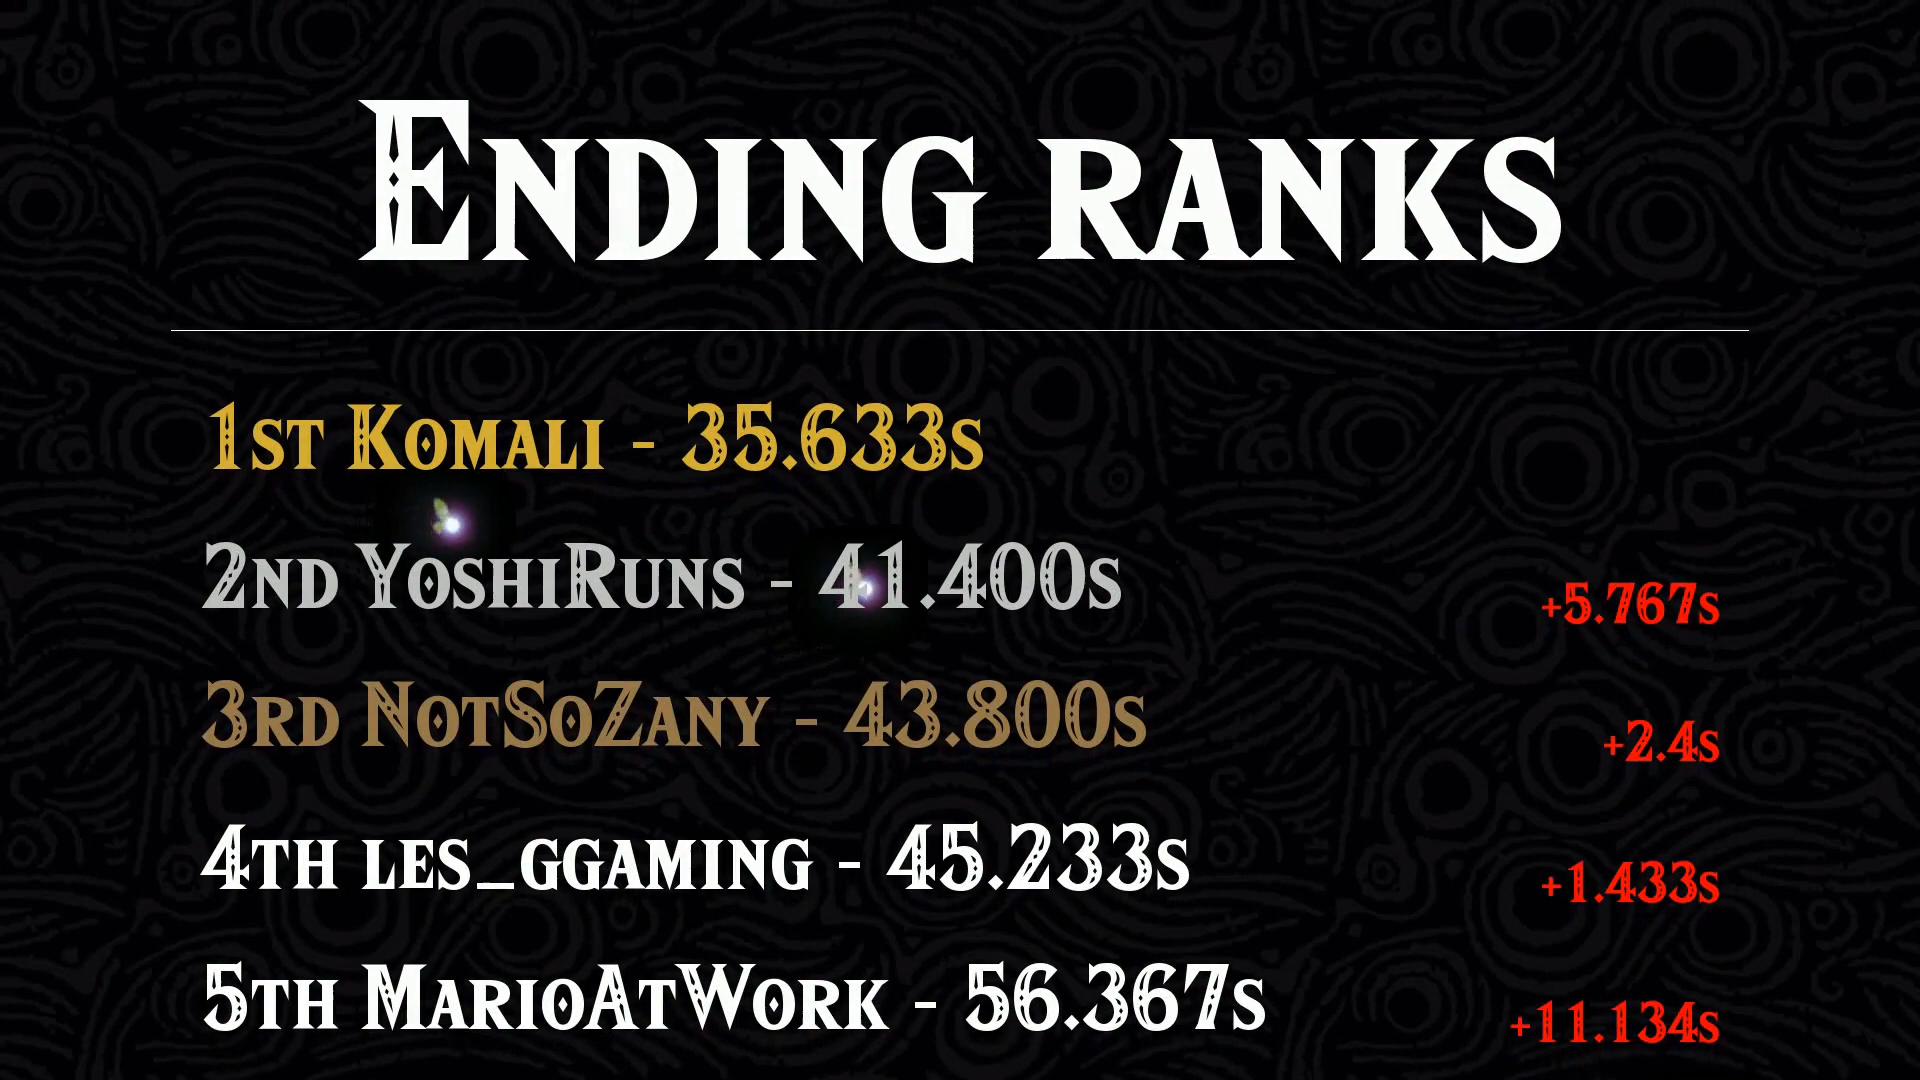 Ending ranks
1st Komali - 35.633s
2nd YoshiRuns - 41.400s
+5.767s
3rd NotSoZany - 43.800s
+2.4s
4th les_ggaming - 45.233s
+1.433s
5th MarioAtWork - 56.367s
+11.134s